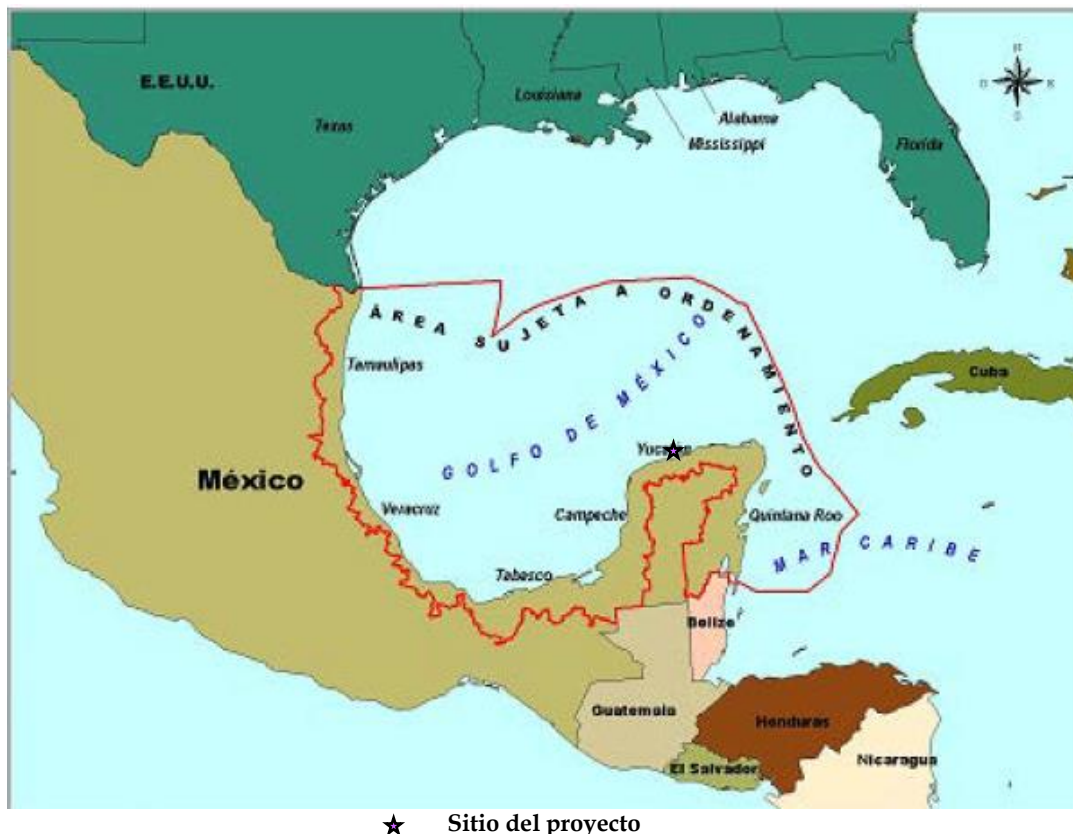 E.E.U.U.
Texas
Louisiana
Alabama
Mississippi
Florida
ÁREA SUJETA A ORDENAMIENTO
Tamaulipas
GOLFO DE MÉXICO
Cuba
México
Yucatán
Veracruz
Campeche
Quintana Roo
MAR CARIBE
Tabasco
Belize
Guatemala
Honduras
El Salvador
Nicaragua
Sitio del proyecto